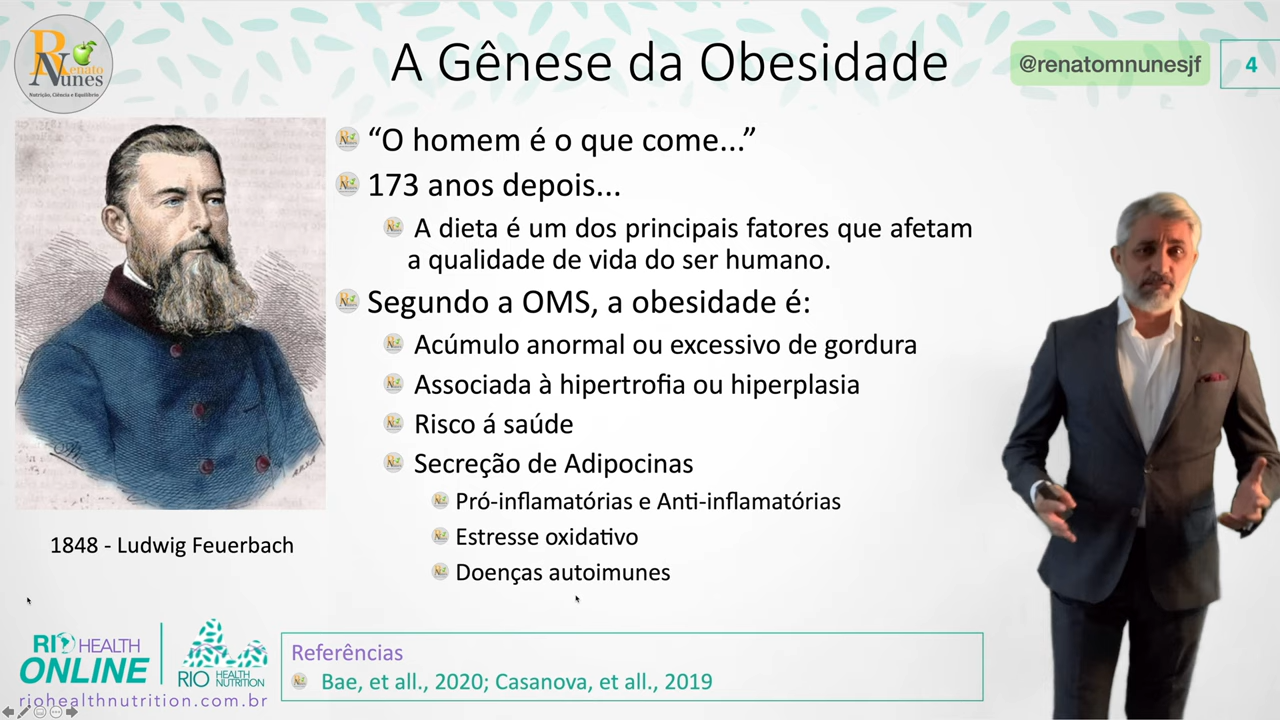 Renato
Nunes
Nutrição, Ciência e Equilíbrio
A Gênese da Obesidade
@renatomnunesjf
4
“O homem é o que come...”
173 anos depois...
A dieta é um dos principais fatores que afetam
a qualidade de vida do ser humano.
Segundo a OMS, a obesidade é:
Acúmulo anormal ou excessivo de gordura
Associada à hipertrofia ou hiperplasia
Risco á saúde
Secreção de Adipocinas
Pró-inflamatórias e Anti-inflamatórias
Estresse oxidativo
Doenças autoimunes
1848 - Ludwig Feuerbach
RIO HEALTH
ONLINE
RIO HEALTH
NUTRITION
riohealthnutrition.com.br
Referências
Bae, et all., 2020; Casanova, et all., 2019